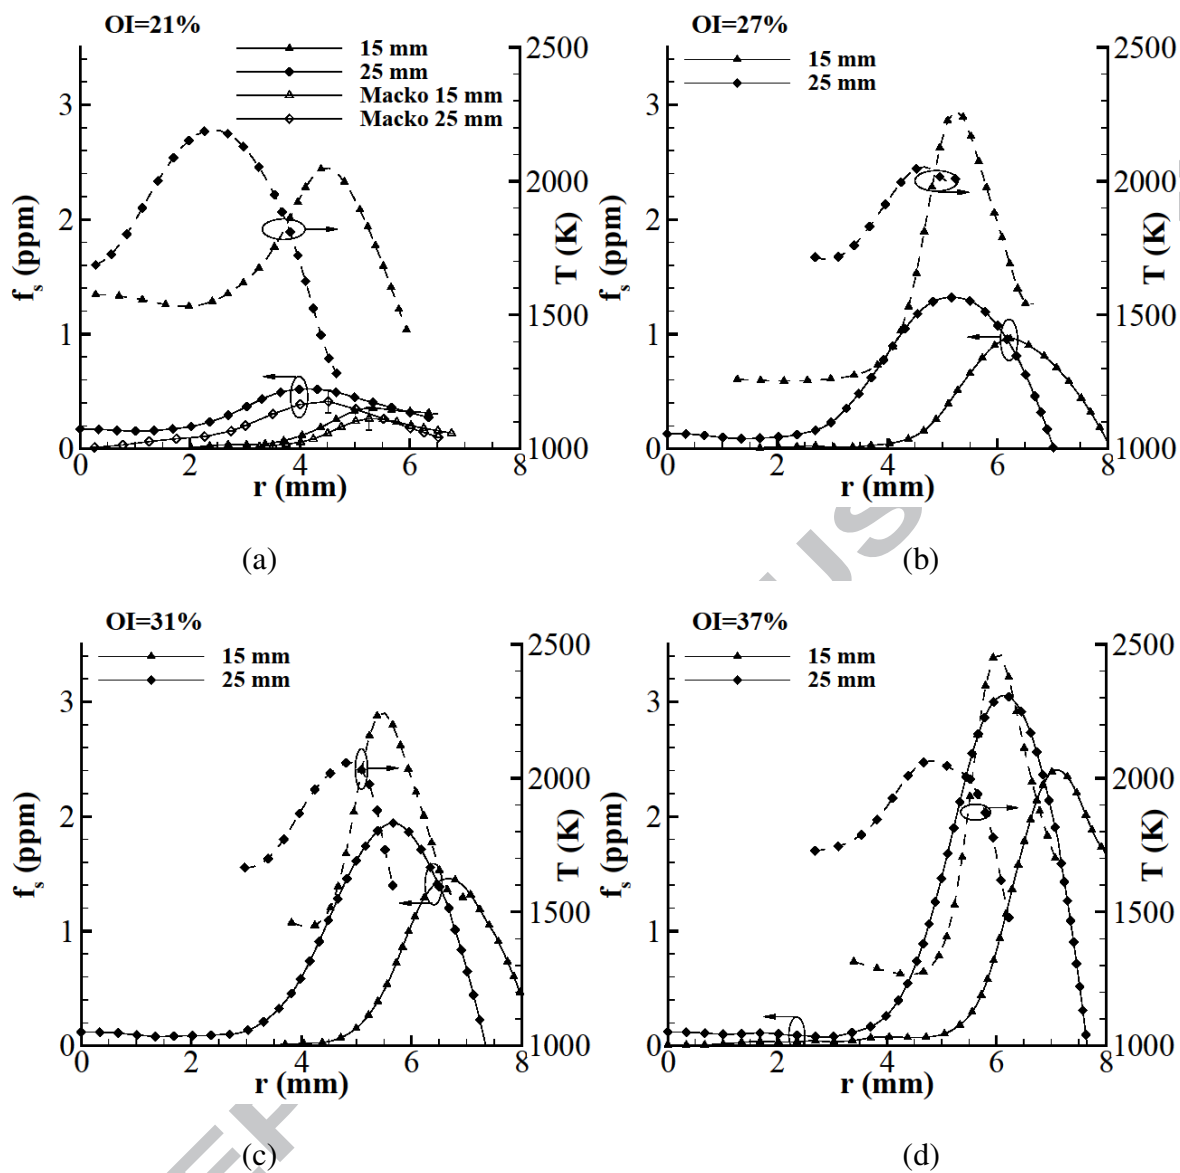 OI=21%
15 mm
25 mm
Macko 15 mm
Macko 25 mm
f_s (ppm)
0
1
2
3
T (K)
1000
1500
2000
2500
0 2 4 6 8
r (mm)
(a)
OI=27%
15 mm
25 mm
f_s (ppm)
0
1
2
3
T (K)
1000
1500
2000
2500
0 2 4 6 8
r (mm)
(b)
OI=31%
15 mm
25 mm
f_s (ppm)
0
1
2
3
T (K)
1000
1500
2000
2500
0 2 4 6 8
r (mm)
(c)
OI=37%
15 mm
25 mm
f_s (ppm)
0
1
2
3
T (K)
1000
1500
2000
2500
0 2 4 6 8
r (mm)
(d)